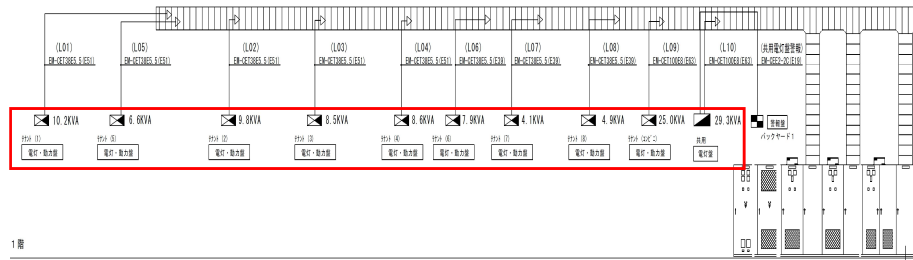 (L01) (L05) (L02) (L03) (L04) (L06) (L07) (L08) (L09) (L10) (共用電灯盤警報)
EM-CET38E5.5(E51) EM-CET38E5.5(E51) EM-CET38E5.5(E51) EM-CET38E5.5(E51) EM-CET38E5.5(E51) EM-CET38E5.5(E39) EM-CET38E5.5(E39) EM-CET38E5.5(E39) EM-CET100E8(E63) EM-CET100E8(E63) EM-CEE2-2C(E19)
10.2KVA 6.6KVA 9.8KVA 8.5KVA 8.6KVA 7.9KVA 4.1KVA 4.9KVA 25.0KVA 29.3KVA 警報盤
バックヤード1
テナント(1) テナント(5) テナント(2) テナント(3) テナント(4) テナント(6) テナント(7) テナント(8) テナント(コンビニ) 共用
電灯・動力盤 電灯・動力盤 電灯・動力盤 電灯・動力盤 電灯・動力盤 電灯・動力盤 電灯・動力盤 電灯・動力盤 電灯・動力盤 電灯盤
1階